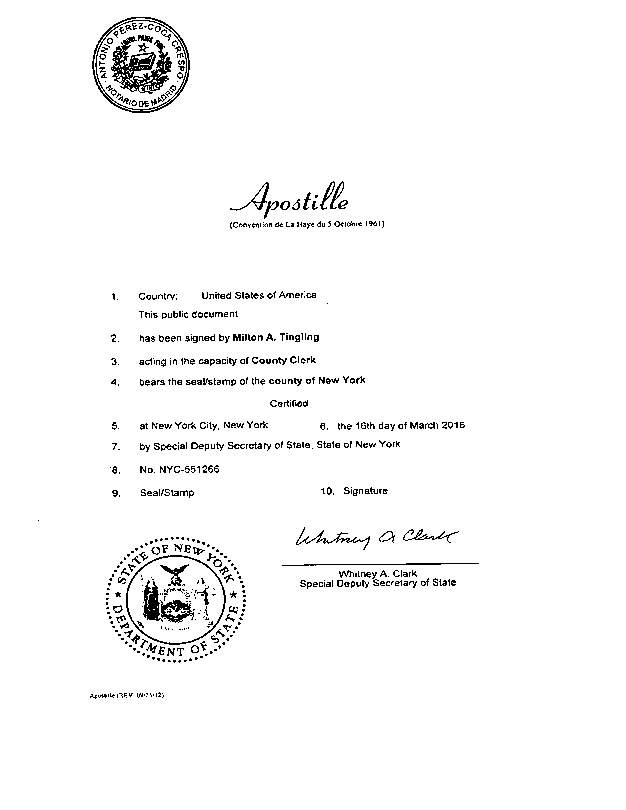 ANTONIO PEREZ-COCA CRESPO
NOTARIO DE MADRID
Apostille
(Convention de La Haye du 5 Octobre 1961)
1. Country: United States of America
This public document
2. has been signed by Milton A. Tingling
3. acting in the capacity of County Clerk
4. bears the seal/stamp of the county of New York
Certified
5. at New York City, New York 6. the 16th day of March 2016
7. by Special Deputy Secretary of State, State of New York
8. No. NYC-551266
9. Seal/Stamp 10. Signature
Whitney A Clark
Whitney A. Clark
Special Deputy Secretary of State
STATE OF NEW YORK
DEPARTMENT OF STATE
Apostille (REV.